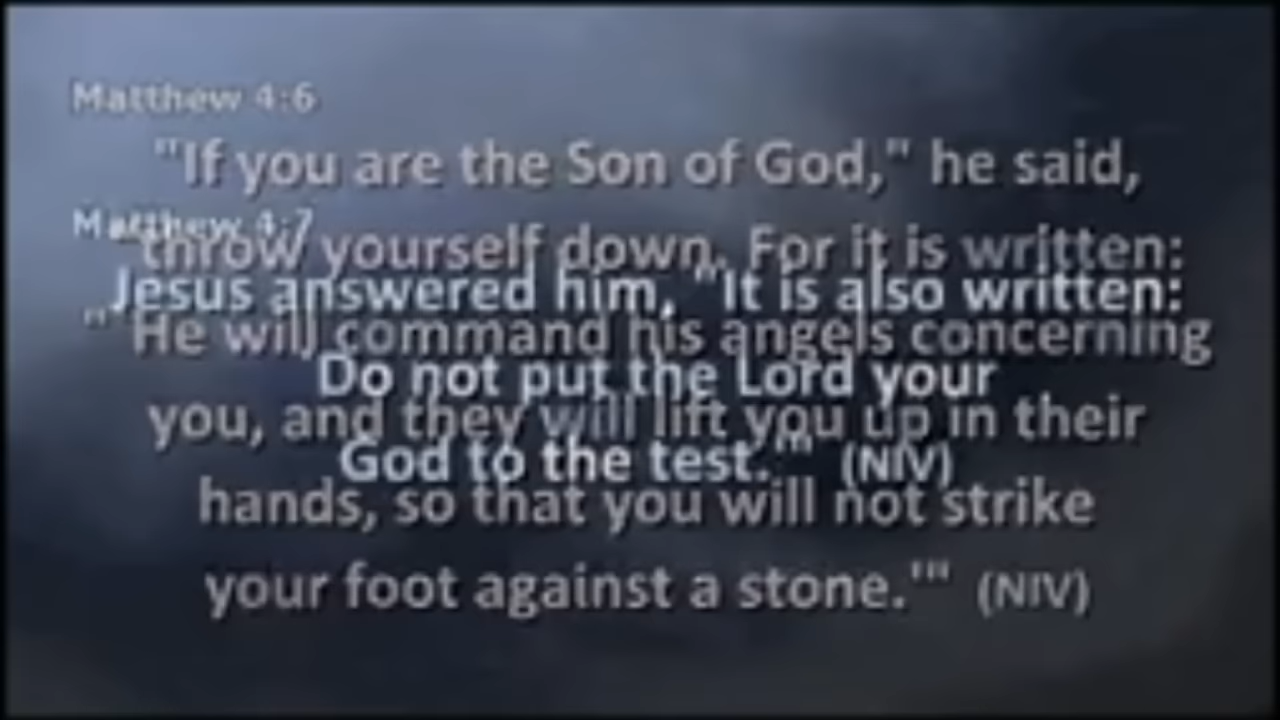 Matthew 4:6
"If you are the Son of God," he said,
"throw yourself down. For it is written:
" 'He will command his angels concerning
you, and they will lift you up in their
hands, so that you will not strike
your foot against a stone.'" (NIV)
Matthew 4:7
Jesus answered him, "It is also written:
Do not put the Lord your
God to the test.'" (NIV)